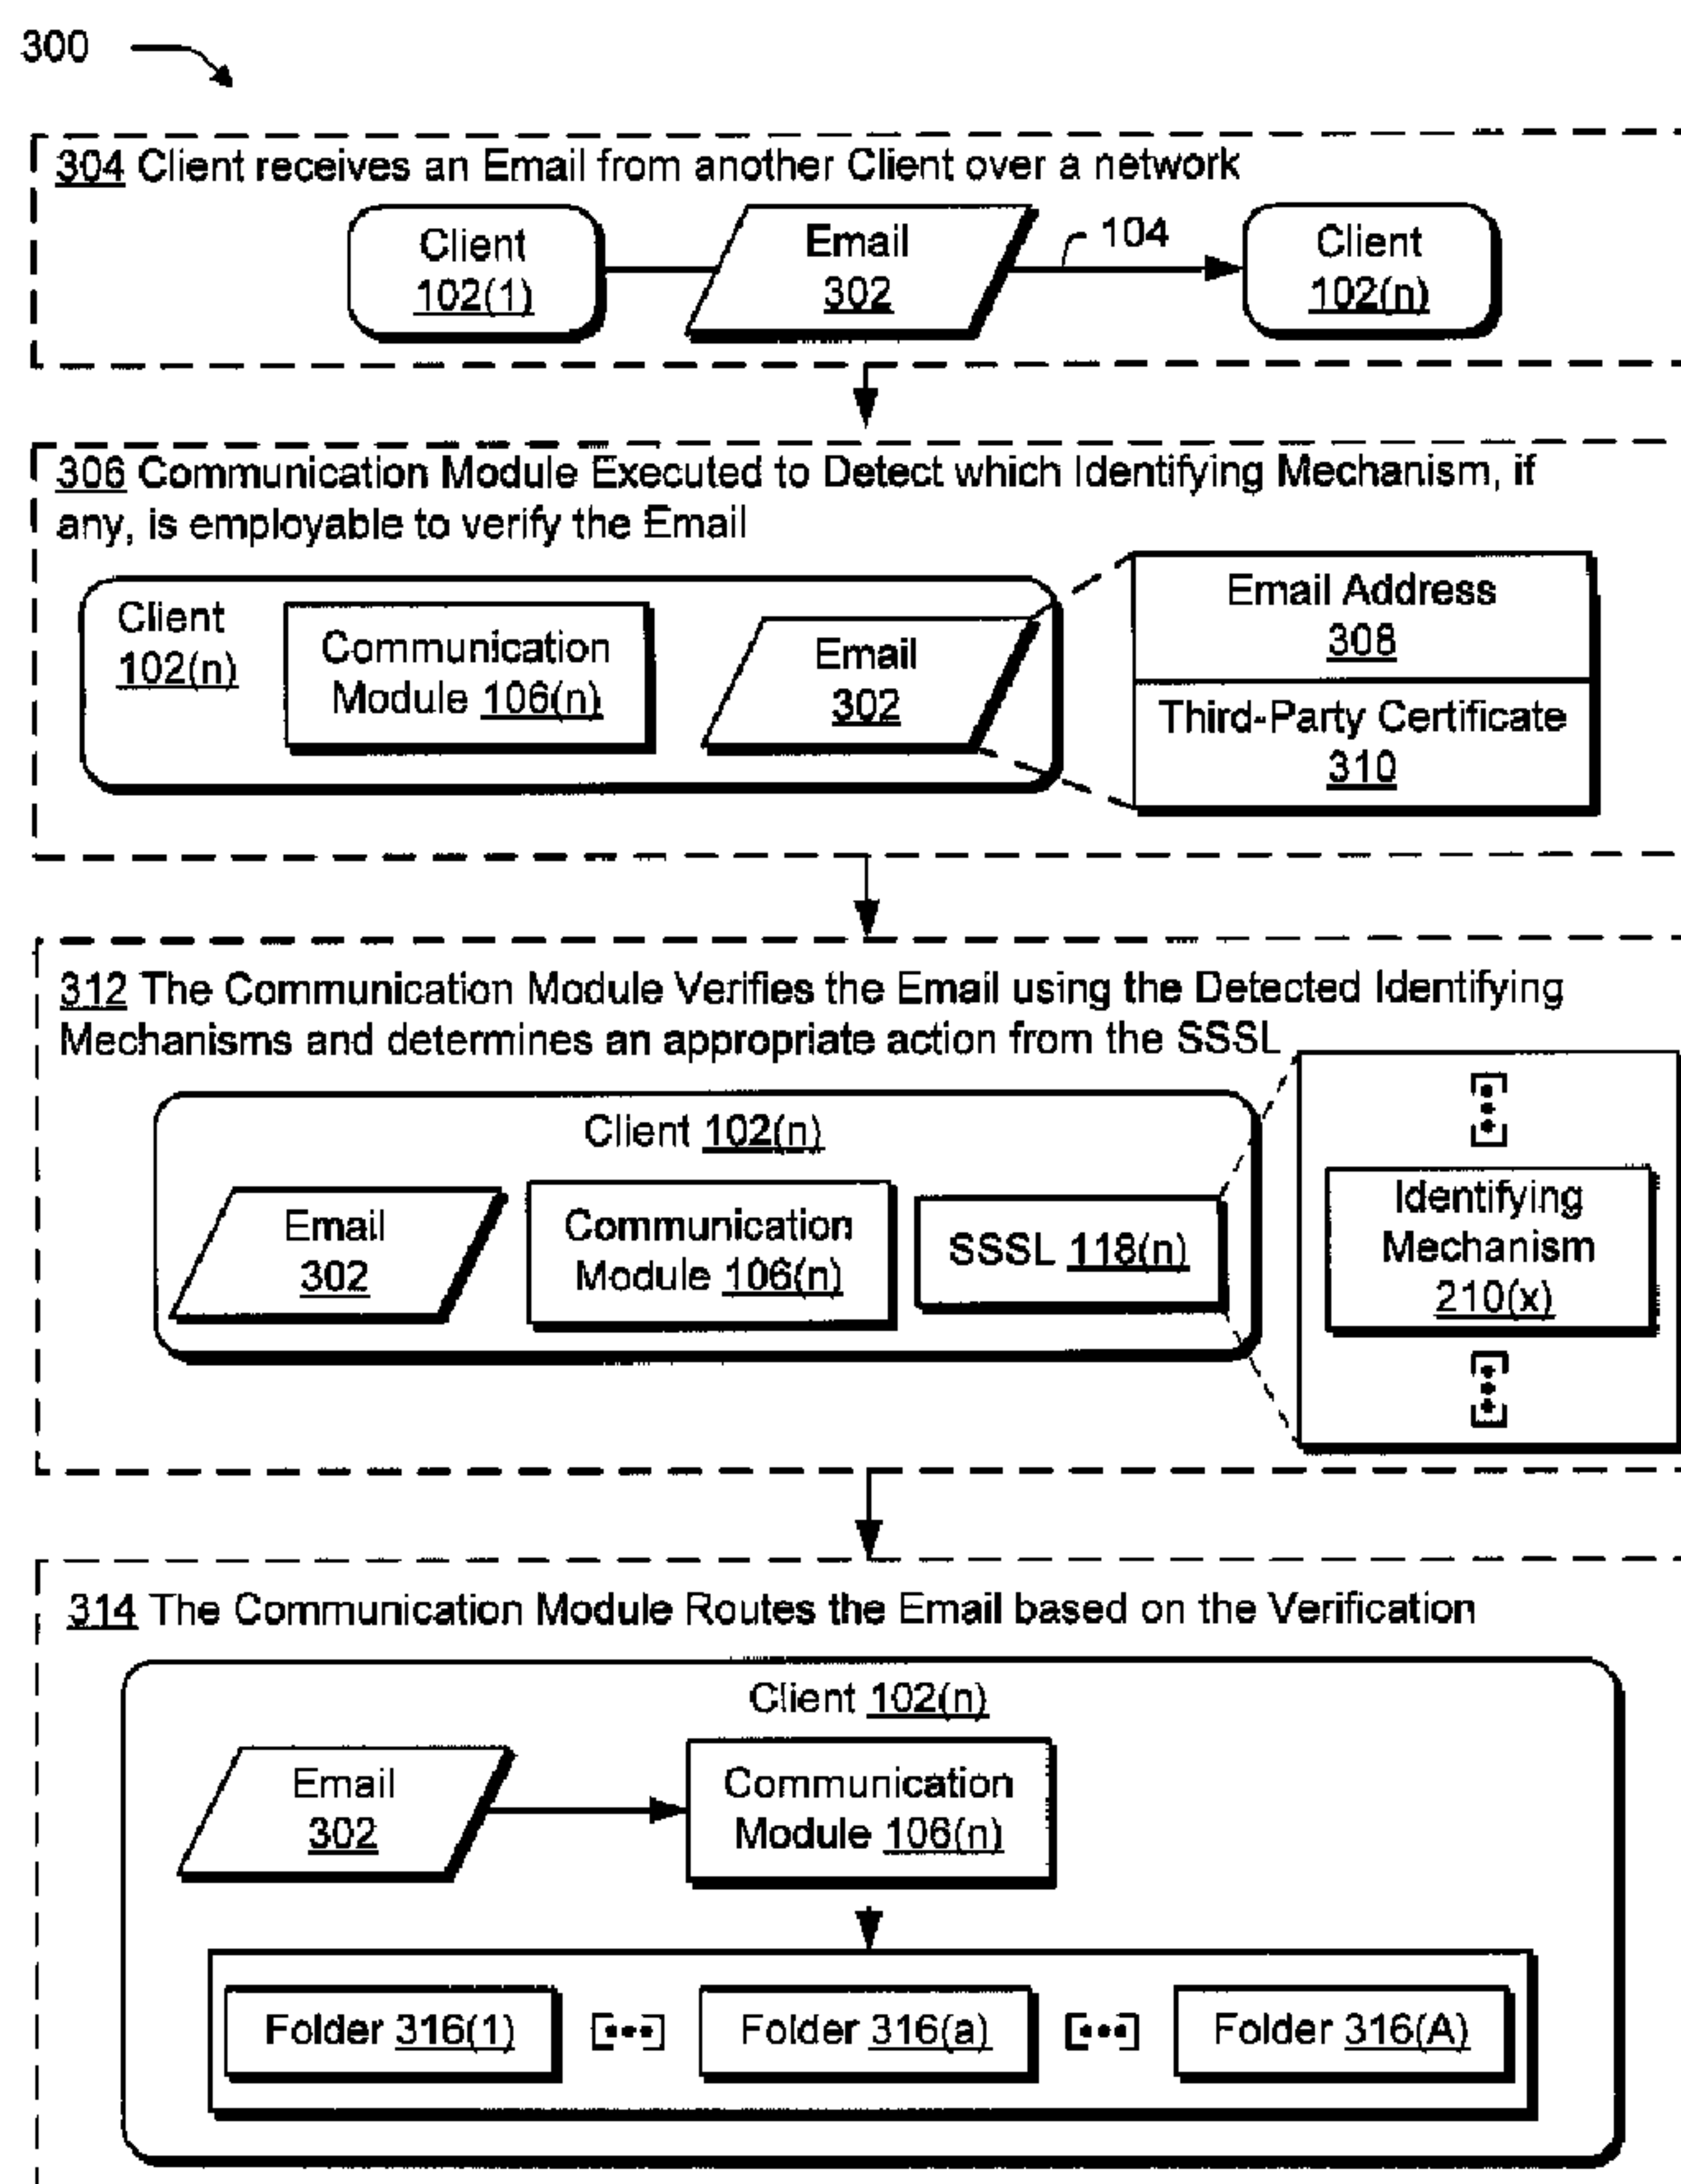 300
304 Client receives an Email from another Client over a network
Client
102(1)
Email
302
104
Client
102(n)
306 Communication Module Executed to Detect which Identifying Mechanism, if
any, is employable to verify the Email
Client
102(n)
Communication
Module 106(n)
Email
302
Email Address
308
Third-Party Certificate
310
312 The Communication Module Verifies the Email using the Detected Identifying
Mechanisms and determines an appropriate action from the SSSL
Client 102(n)
Email
302
Communication
Module 106(n)
SSSL 118(n)
Identifying
Mechanism
210(x)
314 The Communication Module Routes the Email based on the Verification
Client 102(n)
Email
302
Communication
Module 106(n)
Folder 316(1)
Folder 316(a)
Folder 316(A)